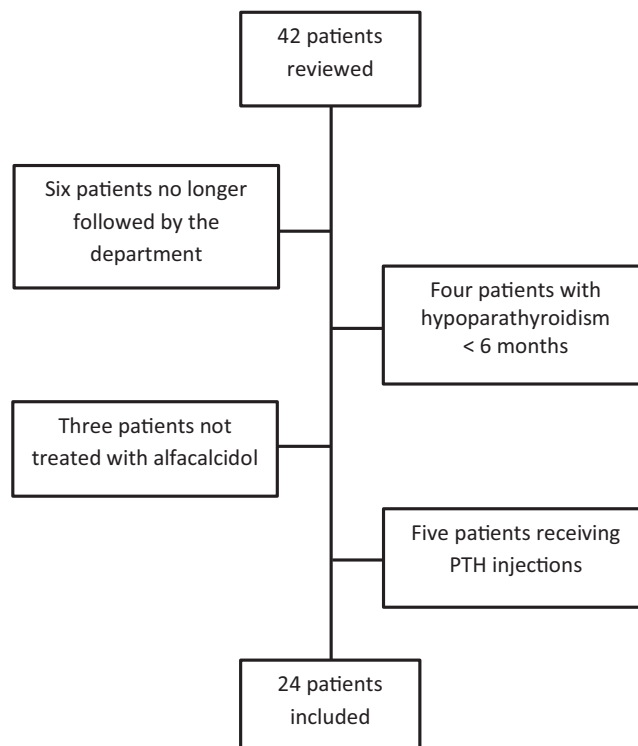 42 patients
reviewed
Six patients no longer
followed by the
department
Four patients with
hypoparathyroidism
< 6 months
Three patients not
treated with alfacalcidol
Five patients receiving
PTH injections
24 patients
included